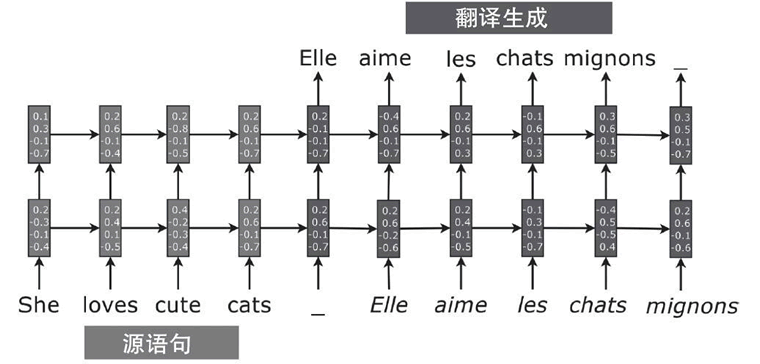 翻译生成
Elle aime les chats mignons _
0.1 0.2 0.2 0.2 0.2 -0.4 0.2 -0.1 0.3 0.3
0.3 0.6 -0.8 0.6 -0.1 0.6 0.6 0.6 0.6 0.5
-0.1 -0.1 -0.1 -0.1 -0.1 -0.1 -0.1 -0.1 -0.1 -0.1
-0.7 -0.4 -0.5 -0.7 -0.7 -0.7 0.3 0.3 -0.5 -0.7
0.2 0.2 0.4 0.2 0.2 0.2 0.2 -0.1 -0.4 0.2
-0.3 0.4 -0.2 0.6 0.6 0.6 0.4 0.3 0.5 0.6
-0.1 0.1 -0.3 -0.1 -0.1 -0.2 -0.1 -0.1 -0.5 -0.1
-0.4 -0.5 -0.4 -0.7 -0.7 -0.6 -0.5 -0.7 0.4 -0.6
She loves cute cats _ Elle aime les chats mignons
源语句